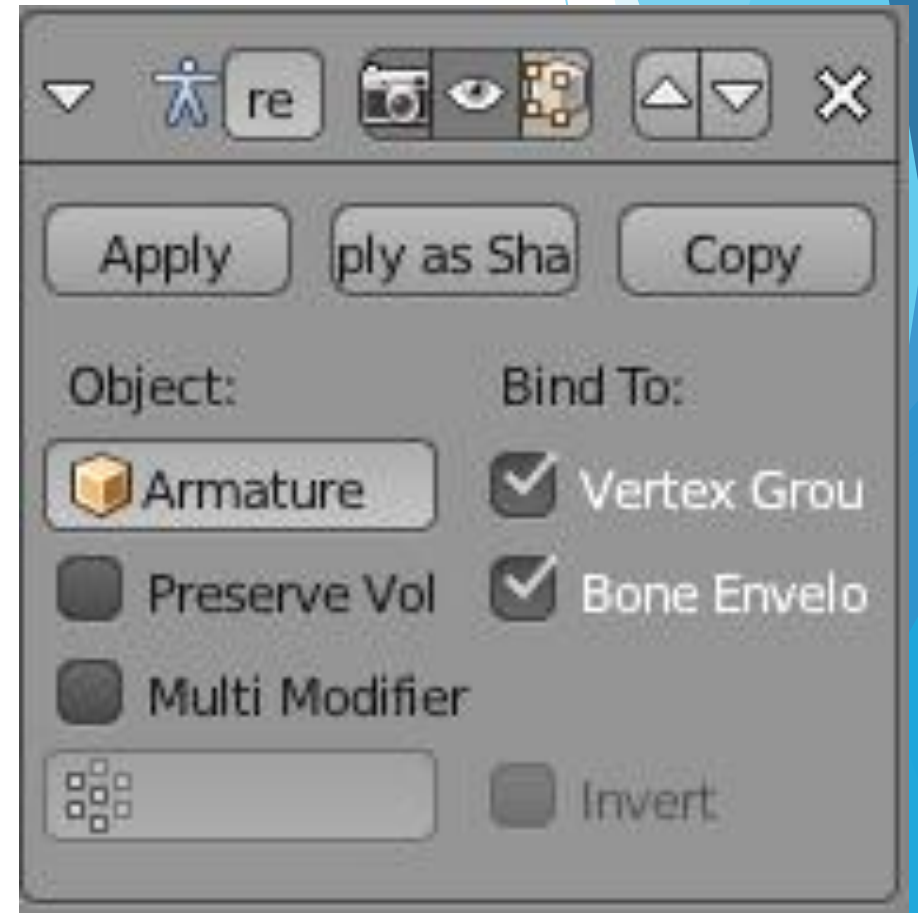 re
Apply ply as Sha Copy
Object: Bind To:
Armature Vertex Grou
Preserve Vol Bone Envelo
Multi Modifier
Invert